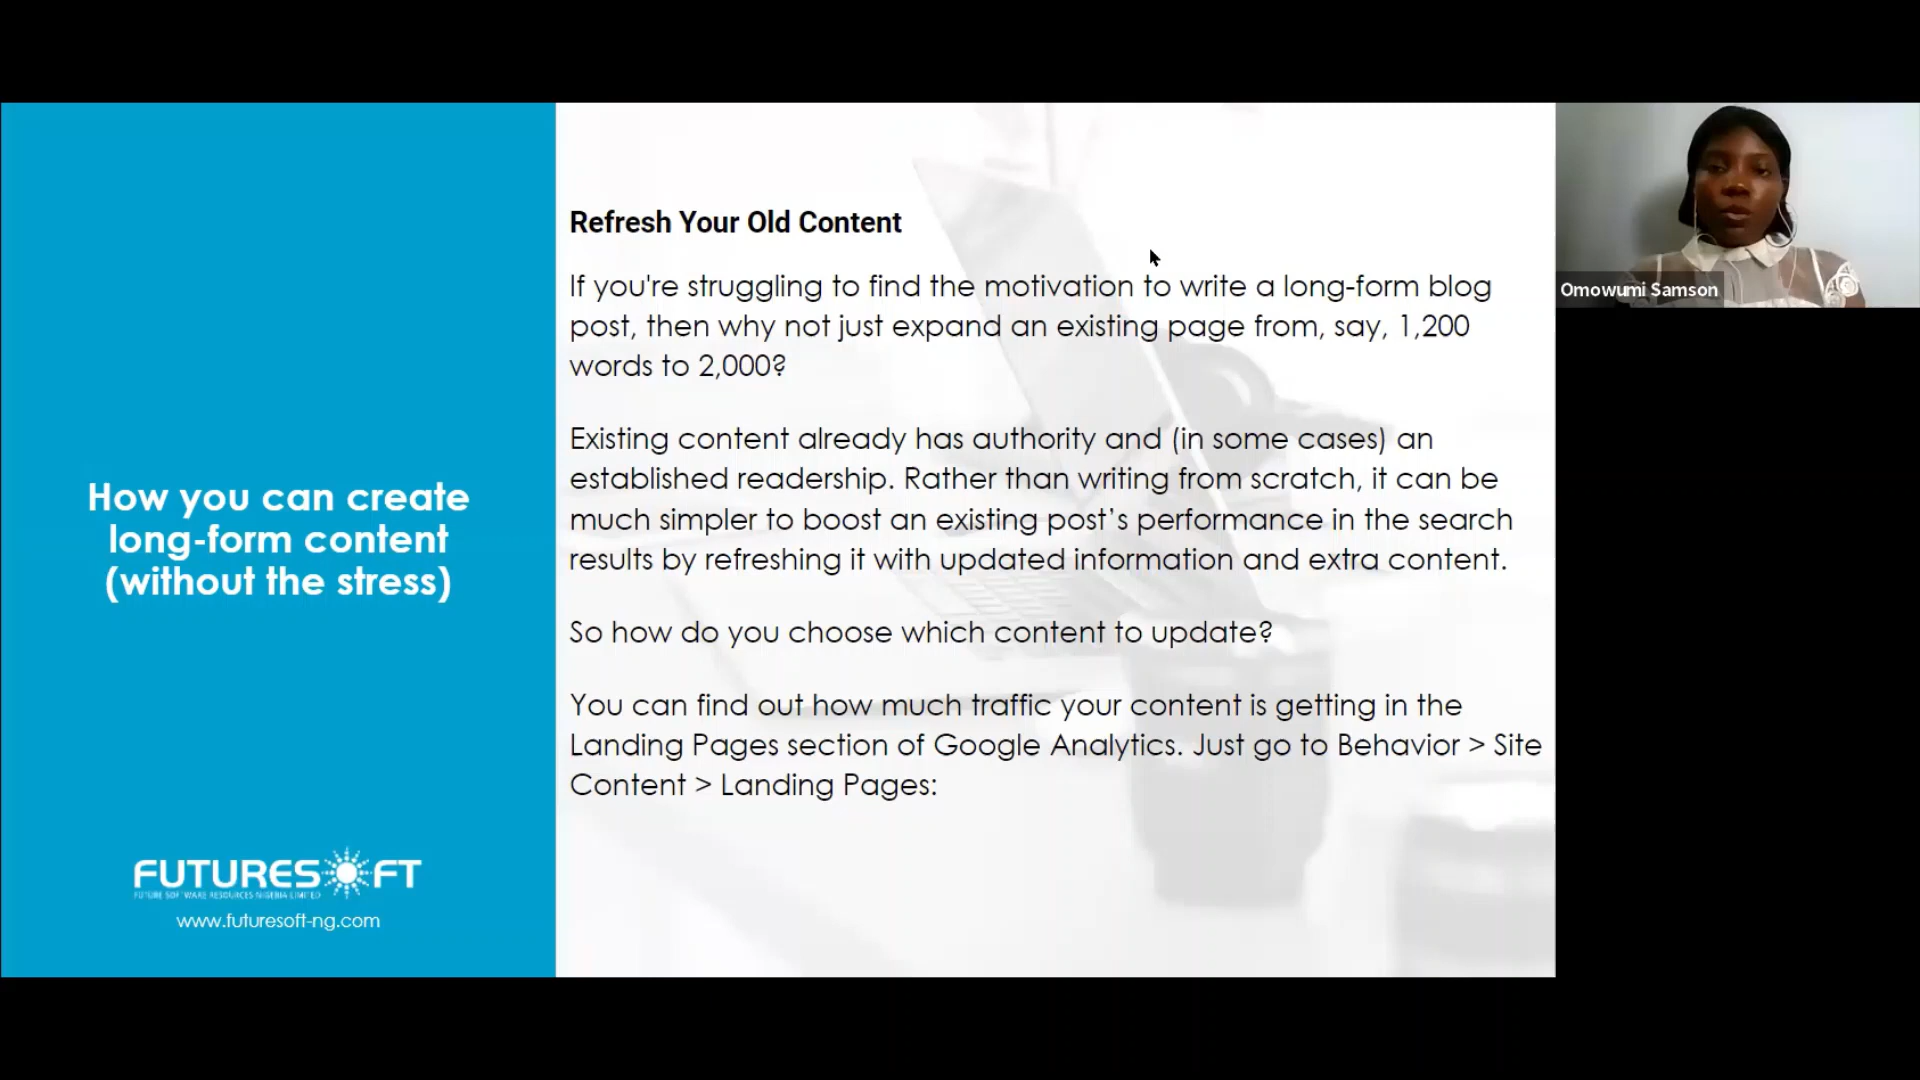 How you can create
long-form content
(without the stress)
FUTURESOFT
FUTURE SOFTWARE RESOURCES NIGERIA LIMITED
www.futuresoft-ng.com
Refresh Your Old Content
If you're struggling to find the motivation to write a long-form blog
post, then why not just expand an existing page from, say, 1,200
words to 2,000?
Existing content already has authority and (in some cases) an
established readership. Rather than writing from scratch, it can be
much simpler to boost an existing post’s performance in the search
results by refreshing it with updated information and extra content.
So how do you choose which content to update?
You can find out how much traffic your content is getting in the
Landing Pages section of Google Analytics. Just go to Behavior > Site
Content > Landing Pages:
Omowumi Samson